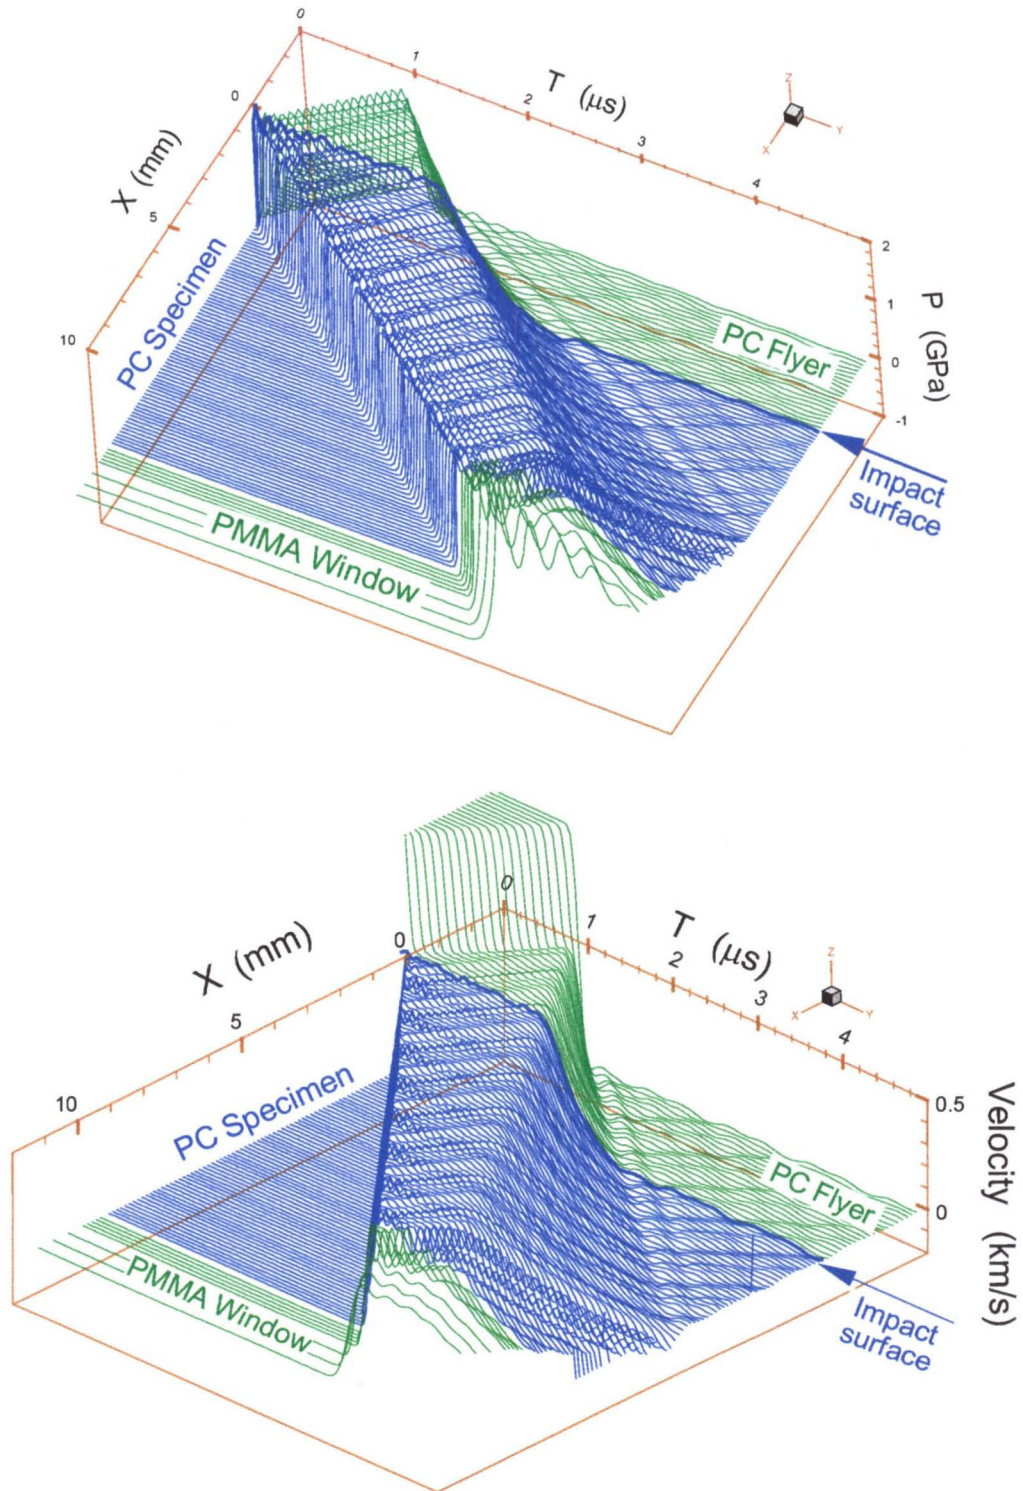 0
1
T (µs)
2
3
4
Z
Y
X
0
X (mm)
5
10
2
1
0
-1
P (GPa)
PC Specimen
PC Flyer
PMMA Window
Impact
surface
0
1
T (µs)
2
3
4
Z
X
Y
0
X (mm)
5
10
0.5
0
Velocity (km/s)
PC Specimen
PC Flyer
PMMA Window
Impact
surface